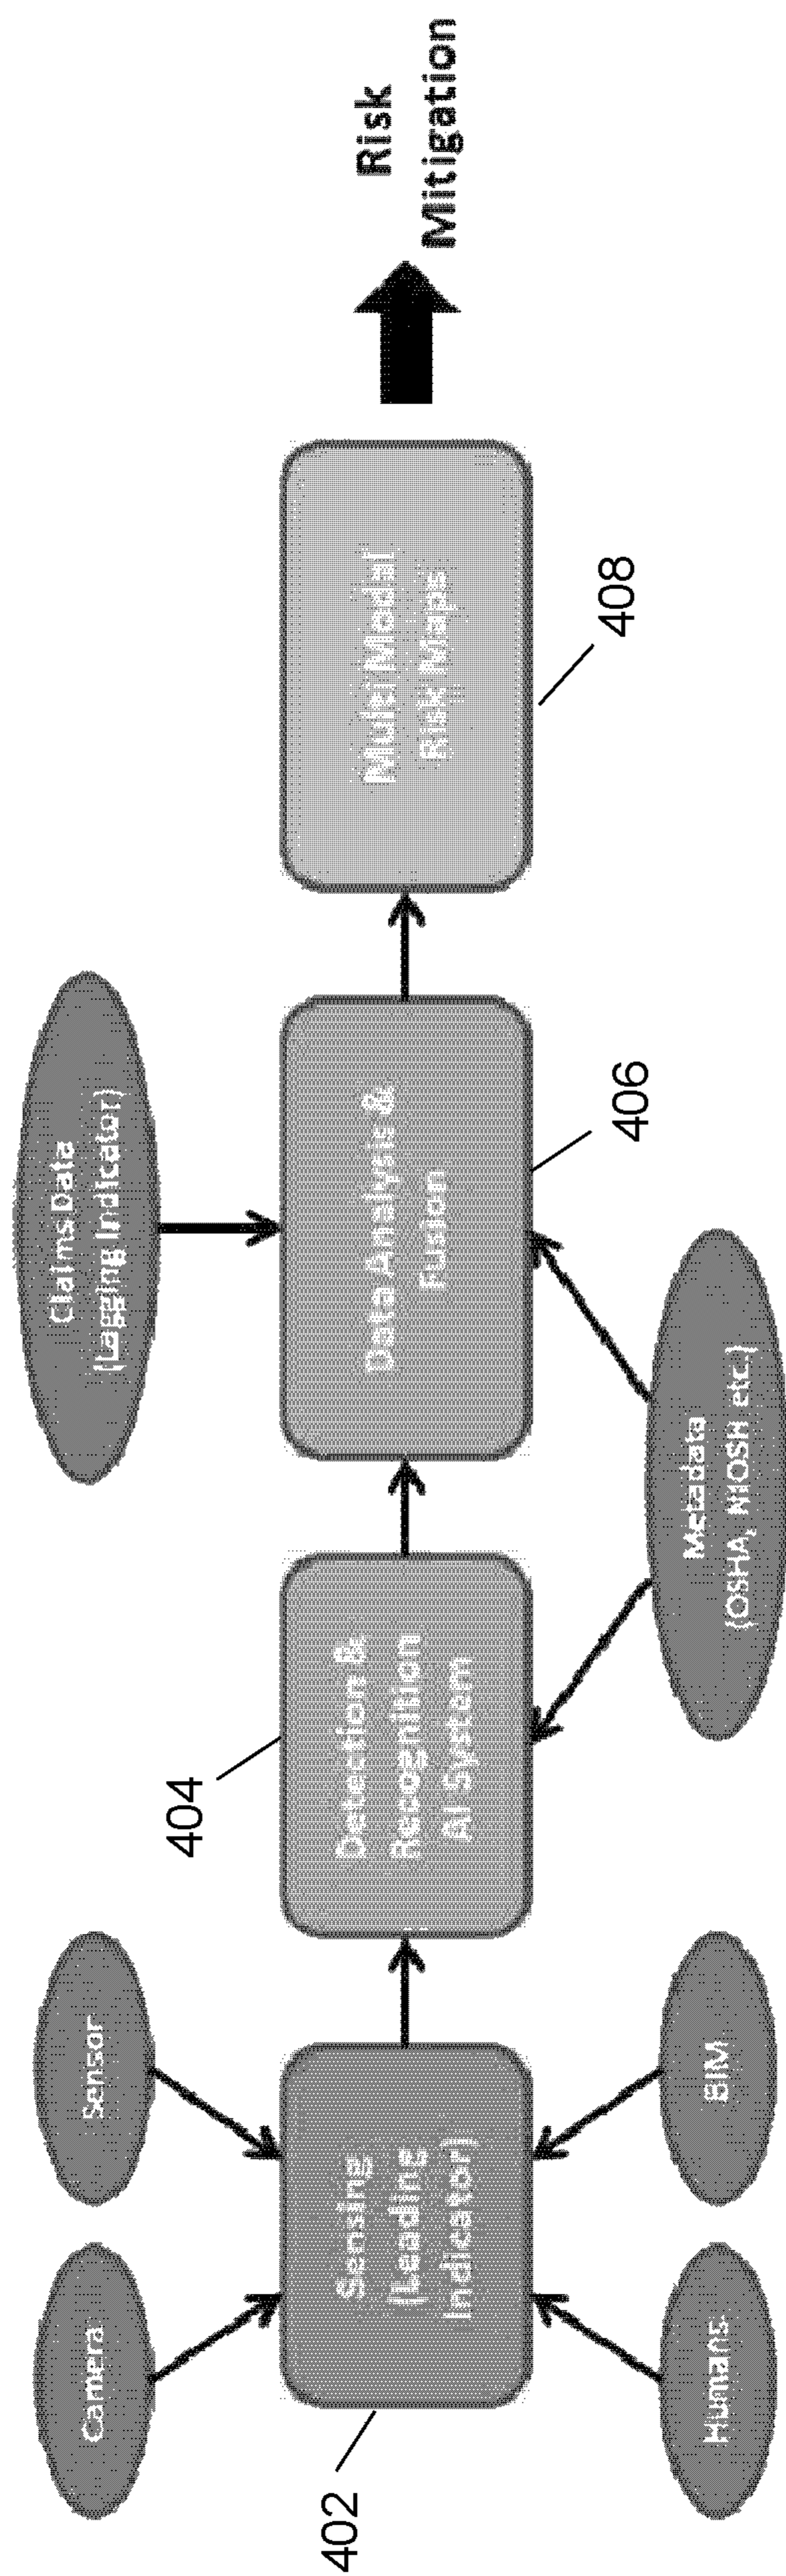 Camera
Sensor
402
Sensing
(Leading
Indicator)
Humans
BIM
404
Detection &
Recognition
AI System
Claims Data
(Lagging Indicator)
Data Analysis &
Fusion
406
Metadata
(OSHA, NIOSH etc.)
Multi Modal
Risk Maps
408
Risk
Mitigation